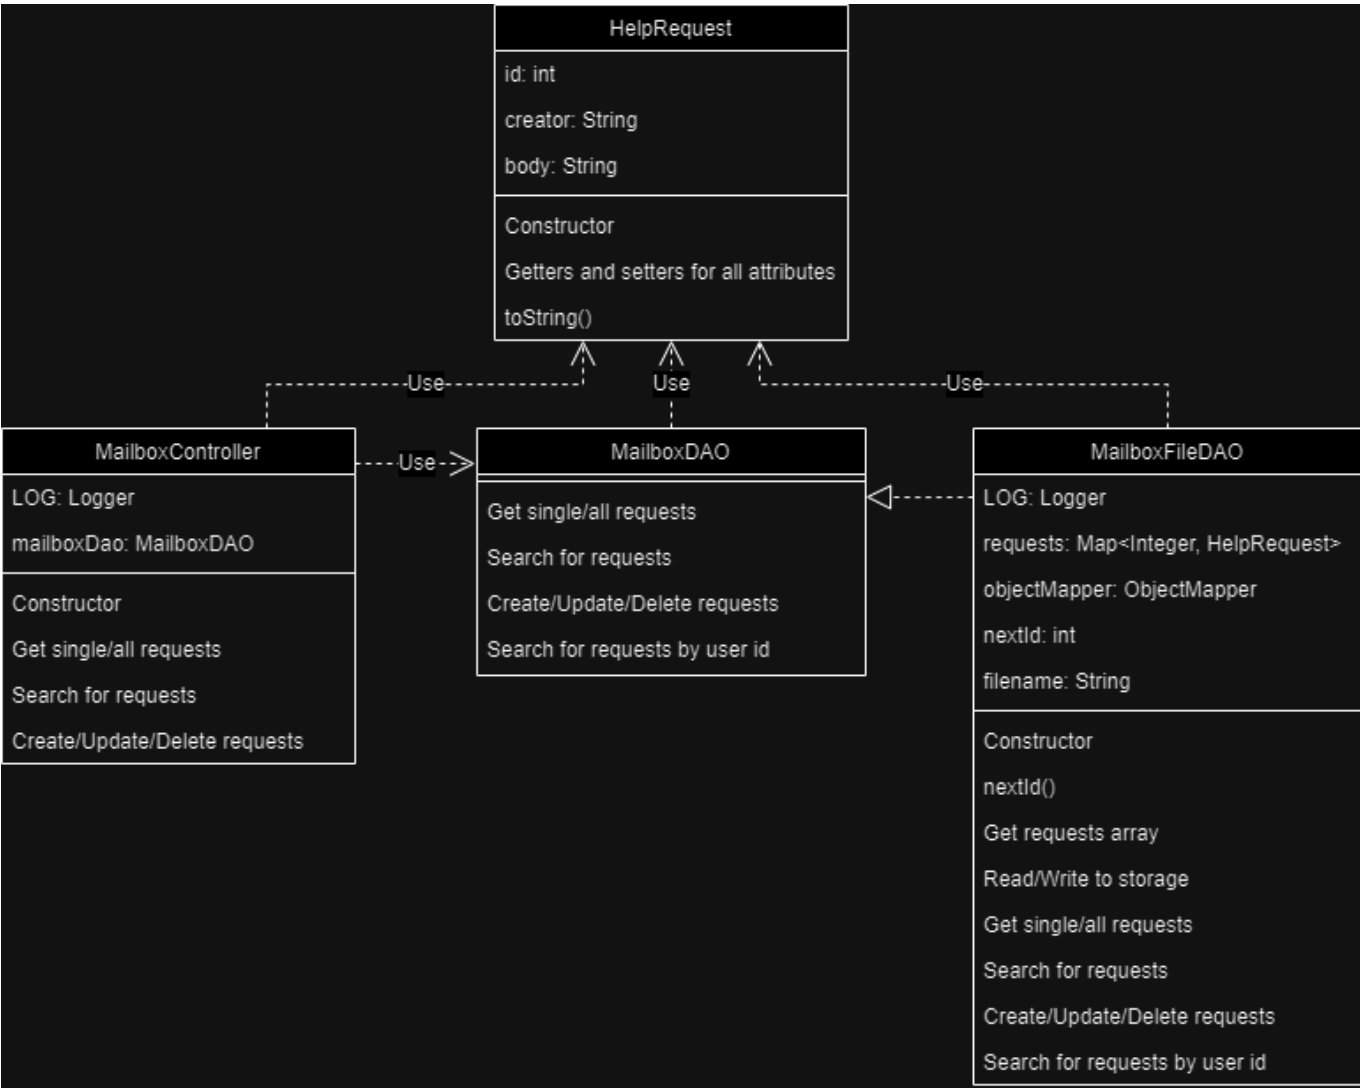 HelpRequest
id: int
creator: String
body: String
Constructor
Getters and setters for all attributes
toString()
Use
Use
Use
MailboxController
LOG: Logger
mailboxDao: MailboxDAO
Constructor
Get single/all requests
Search for requests
Create/Update/Delete requests
Use
MailboxDAO
Get single/all requests
Search for requests
Create/Update/Delete requests
Search for requests by user id
MailboxFileDAO
LOG: Logger
requests: Map<Integer, HelpRequest>
objectMapper: ObjectMapper
nextId: int
filename: String
Constructor
nextId()
Get requests array
Read/Write to storage
Get single/all requests
Search for requests
Create/Update/Delete requests
Search for requests by user id